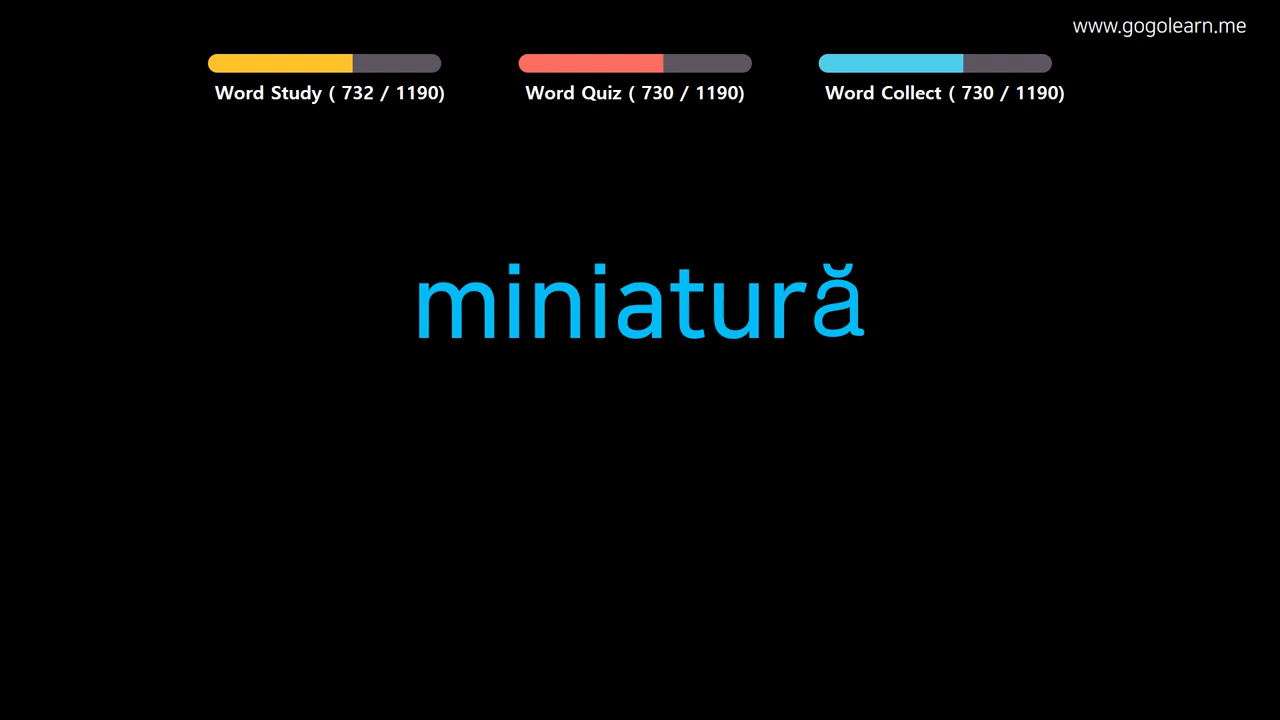 www.gogolearn.me
Word Study ( 732 / 1190)
Word Quiz ( 730 / 1190)
Word Collect ( 730 / 1190)
miniatură